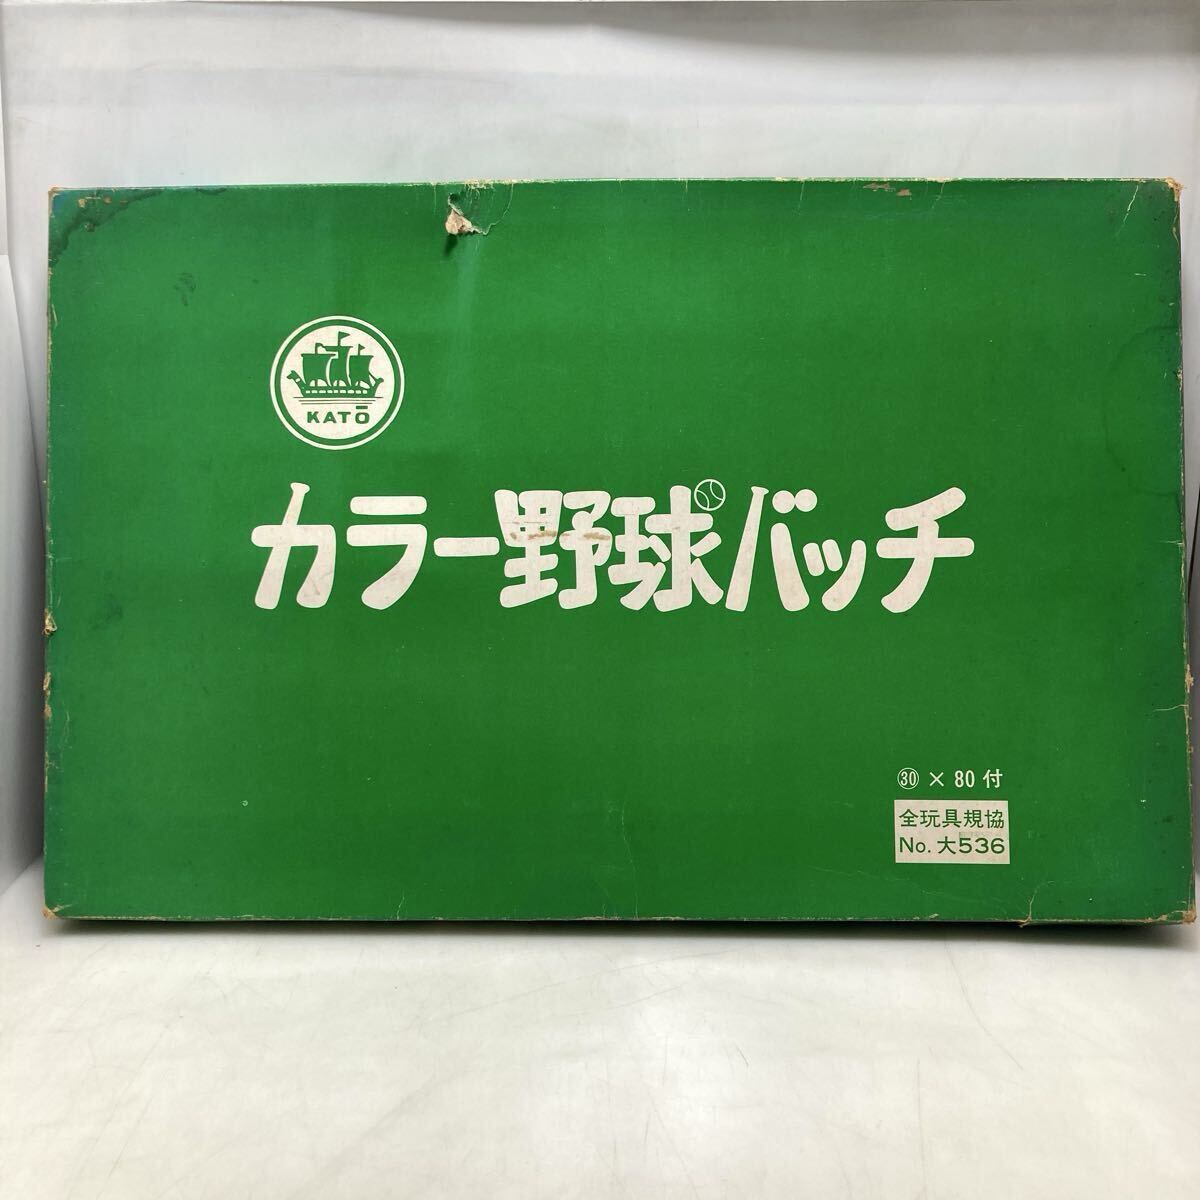 KATŌ
カラー野球バッチ
㉚ × 80 付
全玩具規協
No. 大536